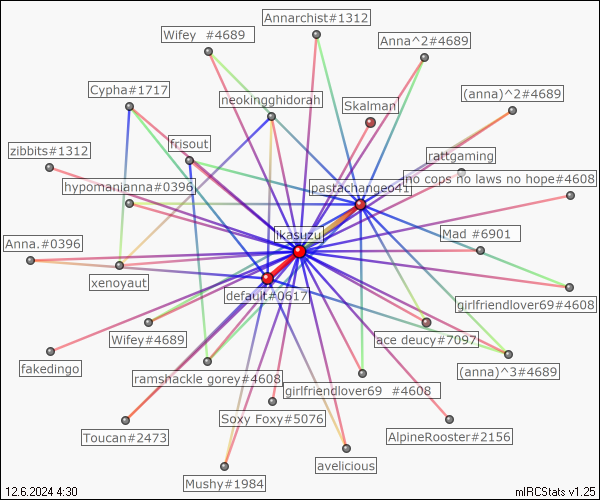 Annarchist#1312
Wifey  #4689
Anna^2#4689
Cypha#1717
neokingghidorah
Skalman
(anna)^2#4689
zibbits#1312
frisout
rattgaming
hypomanianna#0396
pastachangeo41
no cops no laws no hope#4608
likasuzu
Mad #6901
Anna.#0396
xenoyaut
default#0617
girlfriendlover69#4608
Wifey#4689
ace deucy#7097
fakedingo
ramshackle gorey#4608
girlfriendlover69  #4608
(anna)^3#4689
Soxy Foxy#5076
Toucan#2473
AlpineRooster#2156
avelicious
Mushy#1984
12.6.2024 4:30
mIRCStats v1.25